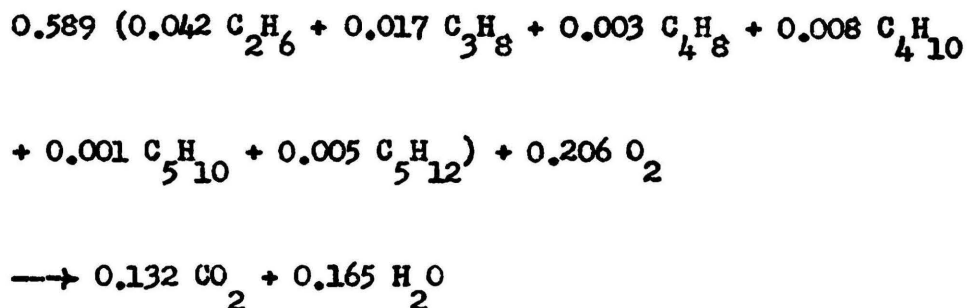 0.589 (0.042 C2H6 + 0.017 C3H8 + 0.003 C4H8 + 0.008 C4H10
+ 0.001 C5H10 + 0.005 C5H12) + 0.206 O2
⟶ 0.132 CO2 + 0.165 H2O